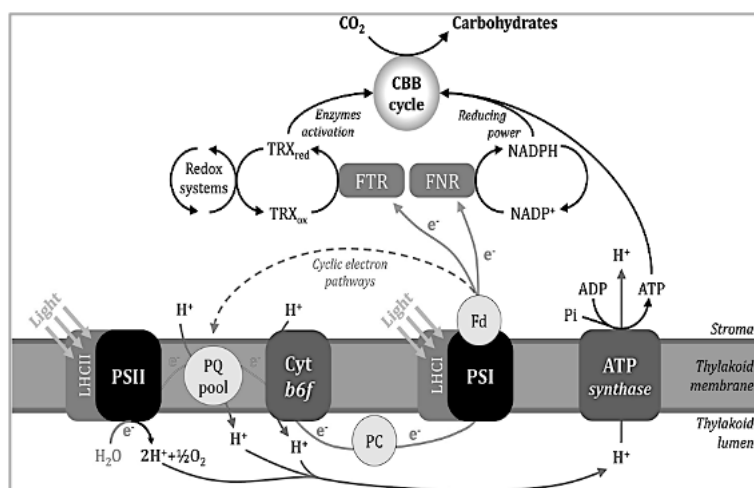 CO2 Carbohydrates
CBB
cycle
Enzymes
activation
Reducing
power
TRXred
NADPH
Redox
systems
FTR
FNR
TRXox
NADP+
e-
e-
Cyclic electron
pathways
H+
ADP
ATP
Pi
Light
H+
H+
Light
Fd
Stroma
LHCII
PSII
e-
PQ
pool
e-
Cyt
b6f
LHCI
PSI
ATP
synthase
Thylakoid
membrane
e-
H2O
2H++½O2
H+
H+
e-
PC
e-
H+
Thylakoid
lumen